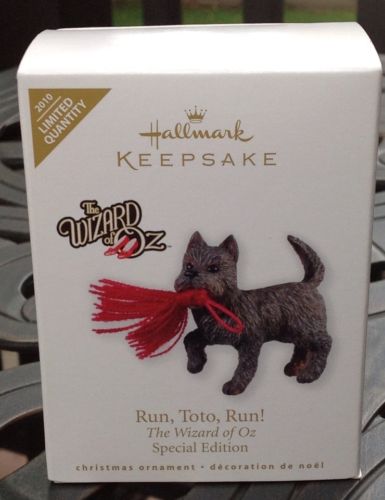 2010
LIMITED
QUANTITY
Hallmark
KEEPSAKE
The
WIZARD
of OZ™
Run, Toto, Run!
The Wizard of Oz
Special Edition
christmas ornament • décoration de noël